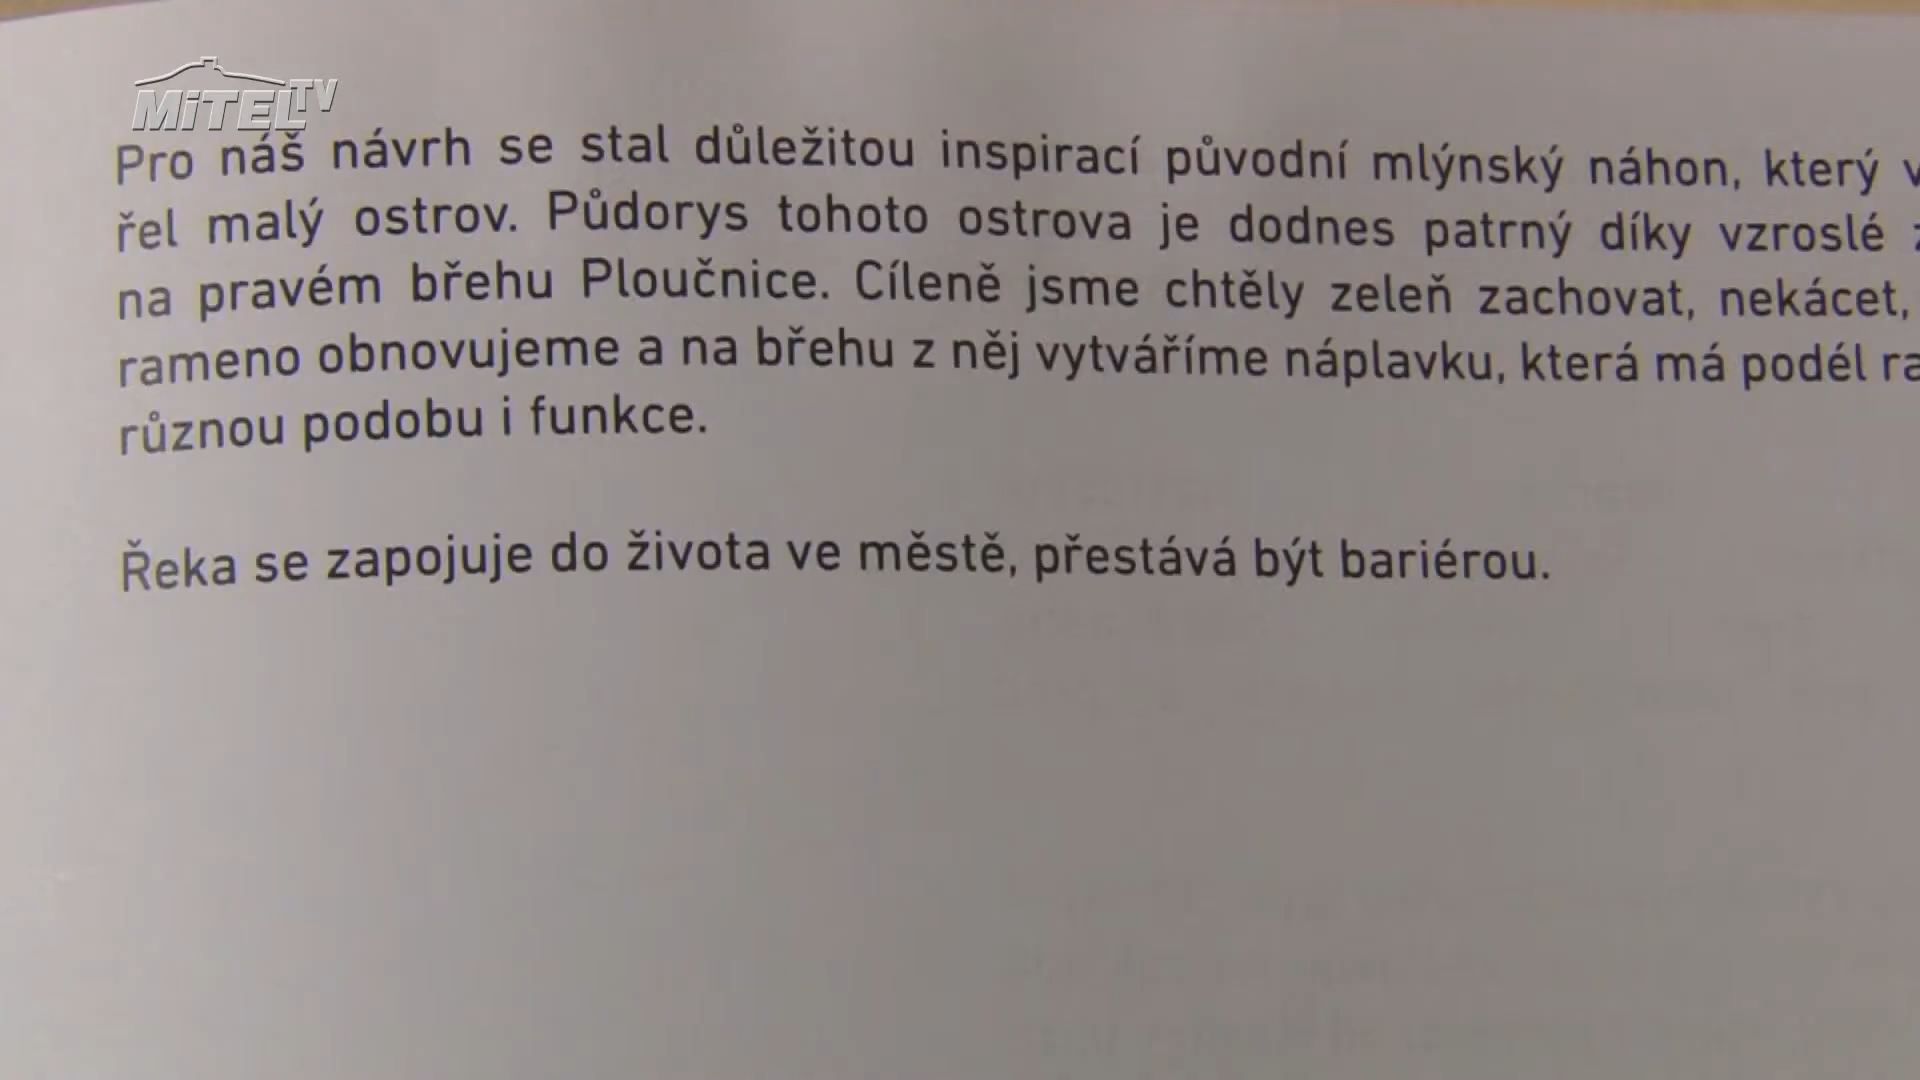 MiTEL TV
Pro náš návrh se stal důležitou inspirací původní mlýnský náhon, který
řel malý ostrov. Půdorys tohoto ostrova je dodnes patrný díky vzroslé
na pravém břehu Ploučnice. Cíleně jsme chtěly zeleň zachovat, nekácet,
rameno obnovujeme a na břehu z něj vytváříme náplavku, která má podél
různou podobu i funkce.
Řeka se zapojuje do života ve městě, přestává být bariérou.